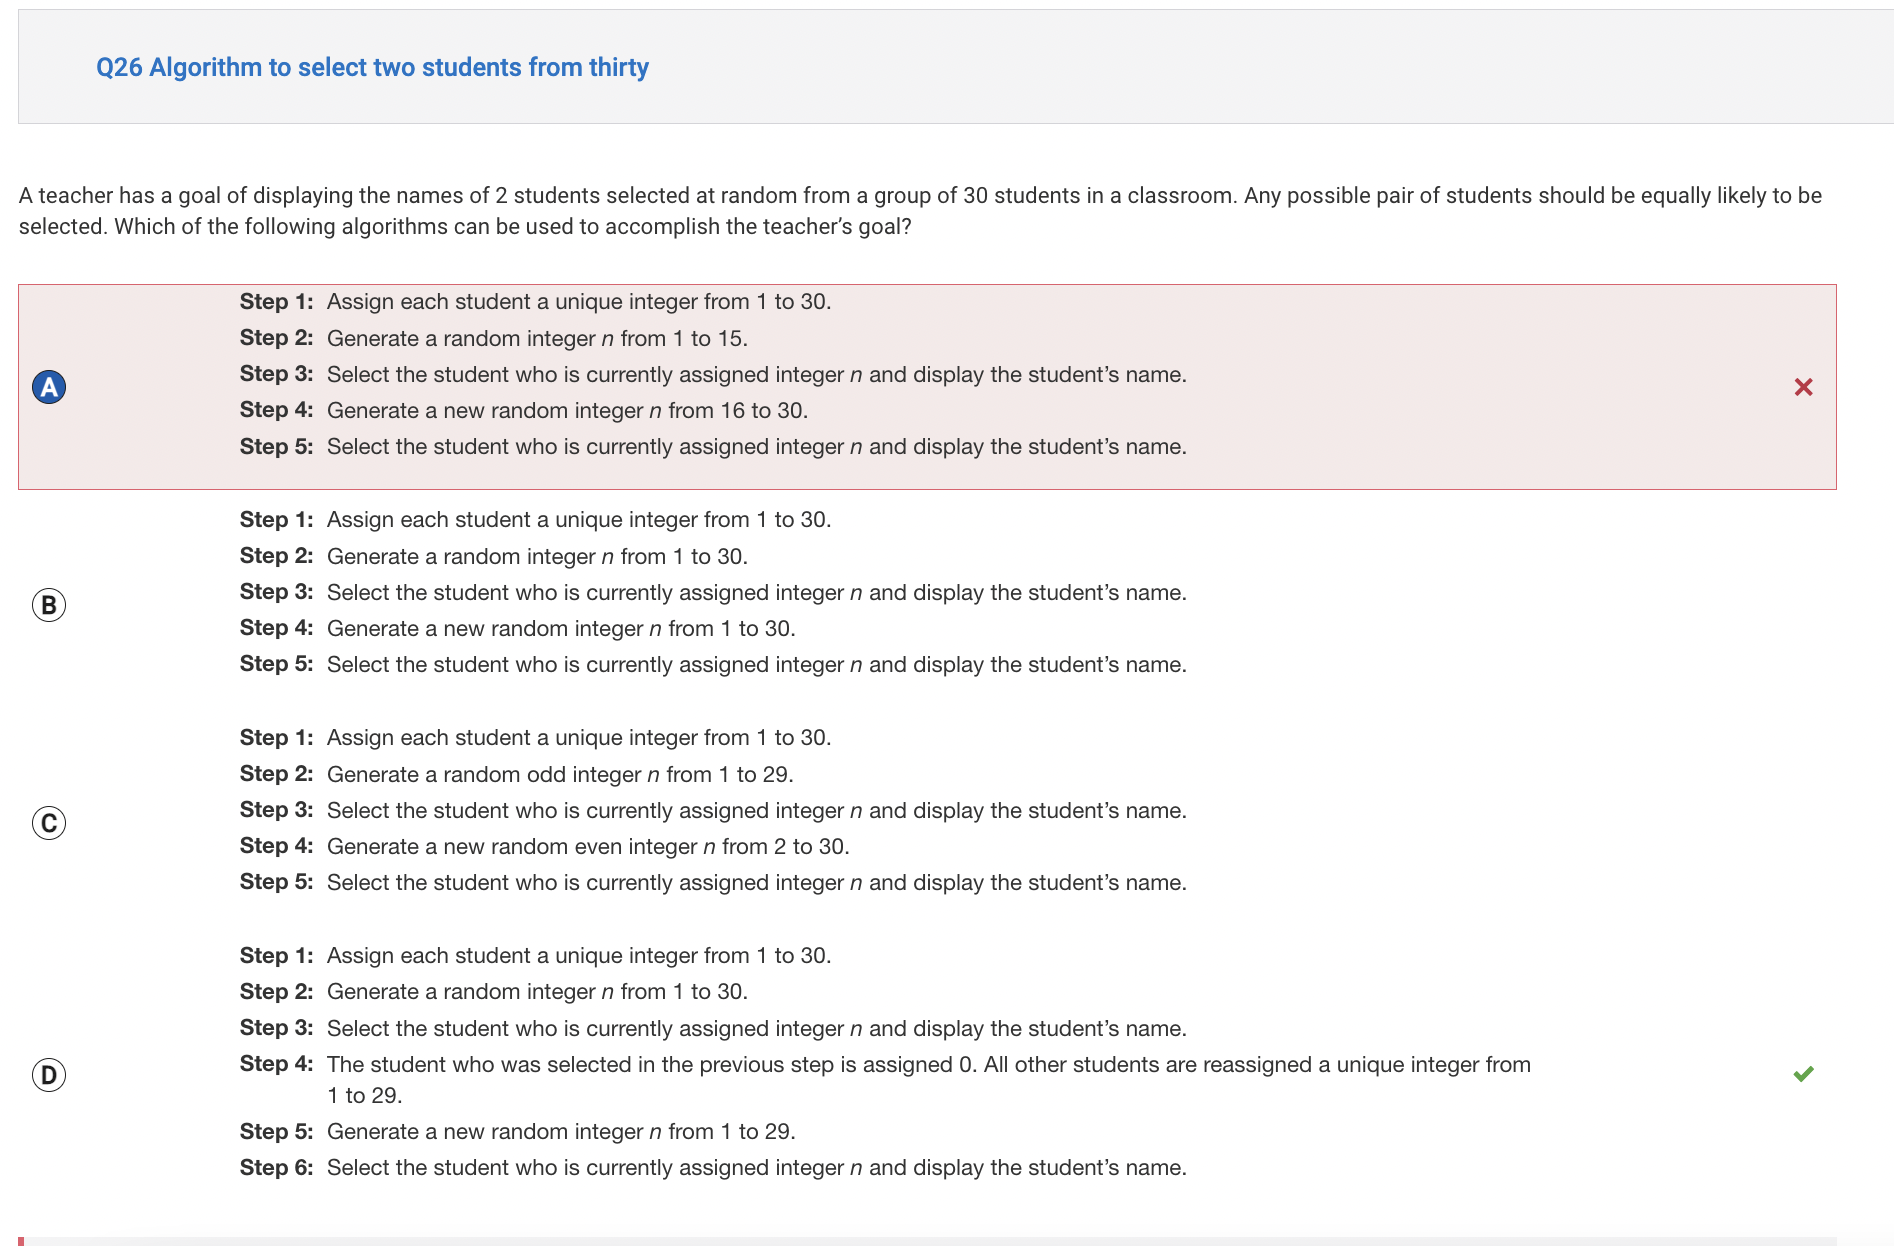 Q26 Algorithm to select two students from thirty
A teacher has a goal of displaying the names of 2 students selected at random from a group of 30 students in a classroom. Any possible pair of students should be equally likely to be
selected. Which of the following algorithms can be used to accomplish the teacher’s goal?
A
Step 1: Assign each student a unique integer from 1 to 30.
Step 2: Generate a random integer n from 1 to 15.
Step 3: Select the student who is currently assigned integer n and display the student’s name.
Step 4: Generate a new random integer n from 16 to 30.
Step 5: Select the student who is currently assigned integer n and display the student’s name.
B
Step 1: Assign each student a unique integer from 1 to 30.
Step 2: Generate a random integer n from 1 to 30.
Step 3: Select the student who is currently assigned integer n and display the student’s name.
Step 4: Generate a new random integer n from 1 to 30.
Step 5: Select the student who is currently assigned integer n and display the student’s name.
C
Step 1: Assign each student a unique integer from 1 to 30.
Step 2: Generate a random odd integer n from 1 to 29.
Step 3: Select the student who is currently assigned integer n and display the student’s name.
Step 4: Generate a new random even integer n from 2 to 30.
Step 5: Select the student who is currently assigned integer n and display the student’s name.
D
Step 1: Assign each student a unique integer from 1 to 30.
Step 2: Generate a random integer n from 1 to 30.
Step 3: Select the student who is currently assigned integer n and display the student’s name.
Step 4: The student who was selected in the previous step is assigned 0. All other students are reassigned a unique integer from
1 to 29.
Step 5: Generate a new random integer n from 1 to 29.
Step 6: Select the student who is currently assigned integer n and display the student’s name.